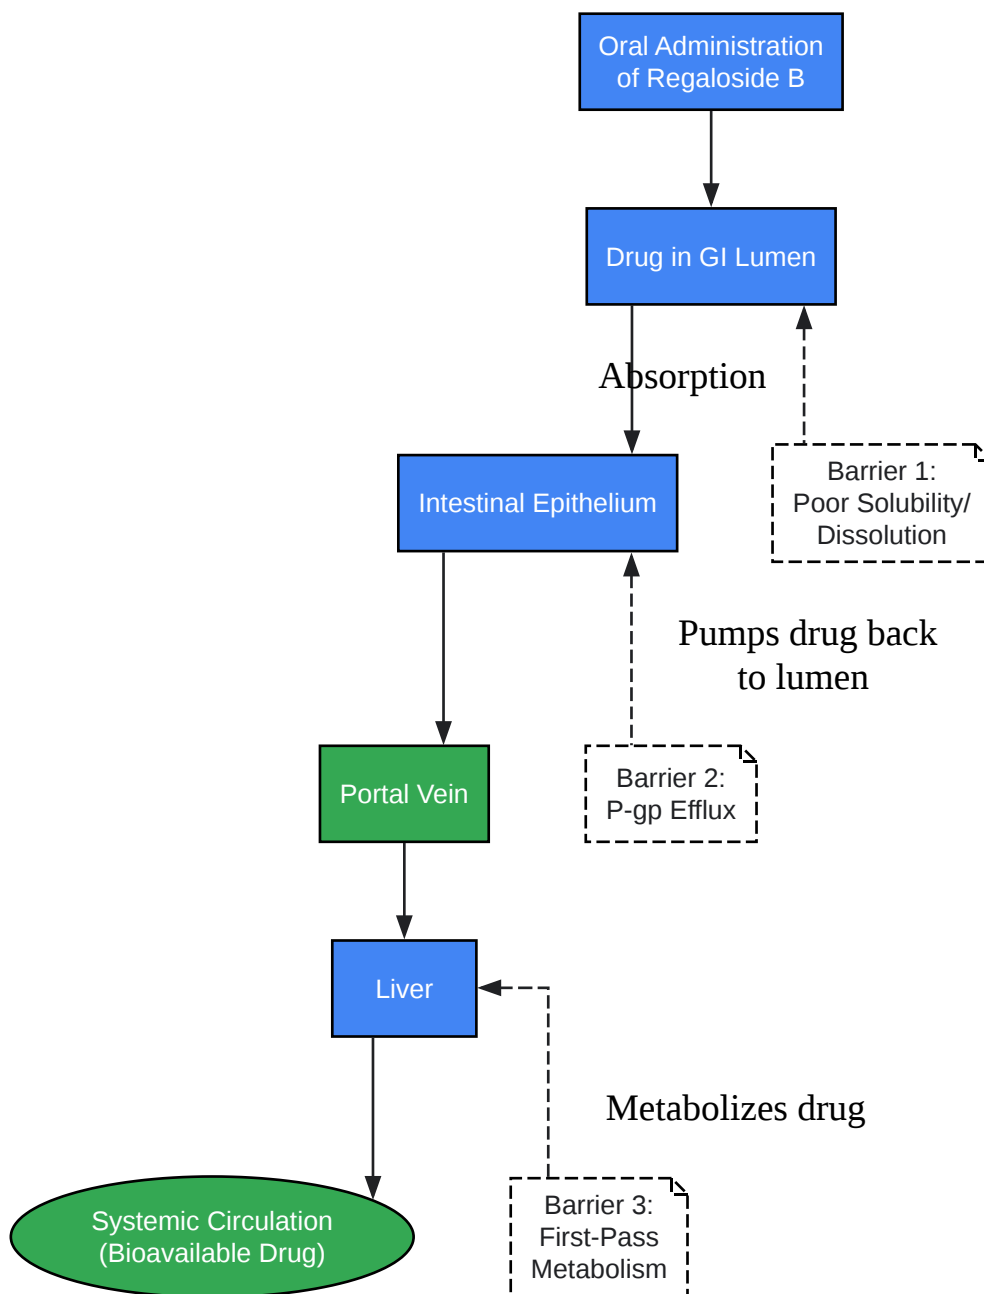 Oral Administration
of Regaloside B
Drug in GI Lumen
Absorption
Barrier 1:
Poor Solubility/
Dissolution
Intestinal Epithelium
Pumps drug back
to lumen
Barrier 2:
P-gp Efflux
Portal Vein
Liver
Metabolizes drug
Barrier 3:
First-Pass
Metabolism
Systemic Circulation
(Bioavailable Drug)